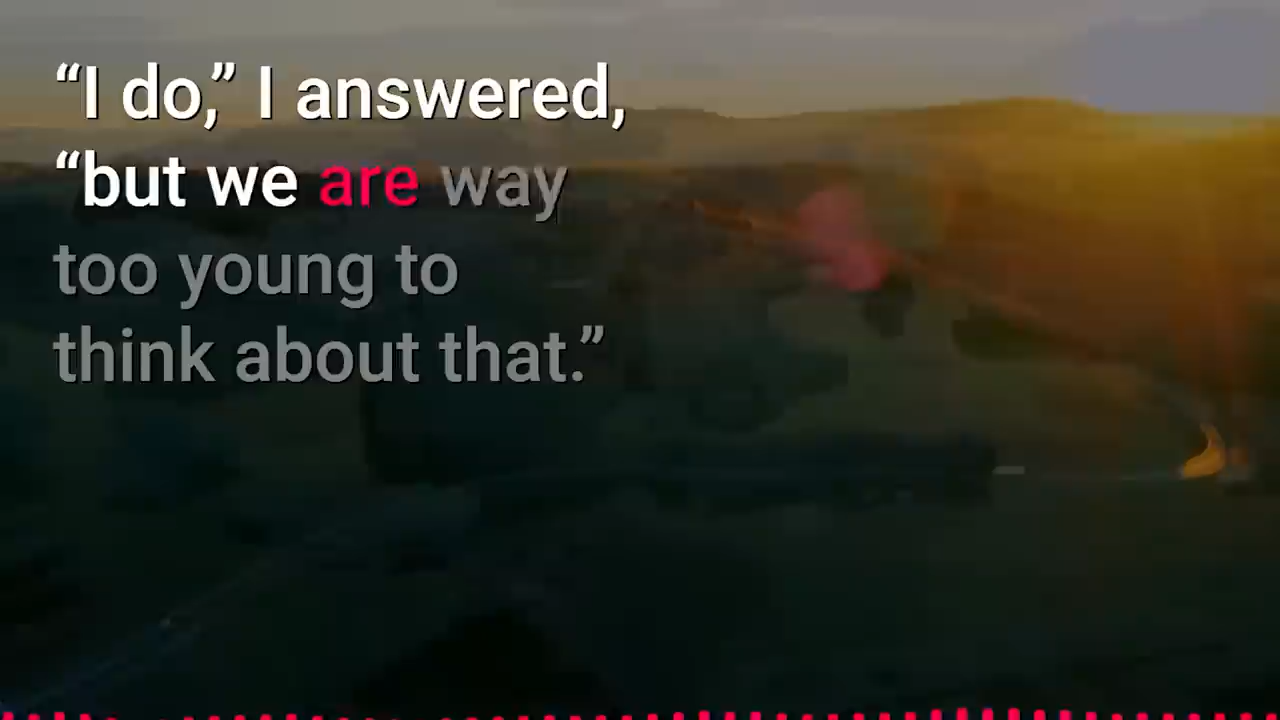 “I do,” I answered,
“but we are way
too young to
think about that.”